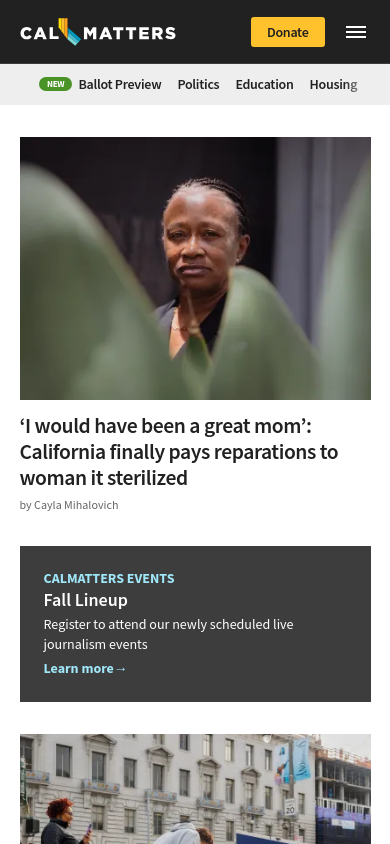 CALMATTERS
Donate
NEW Ballot Preview Politics Education Housing
‘I would have been a great mom’:
California finally pays reparations to
woman it sterilized
by Cayla Mihalovich
CALMATTERS EVENTS
Fall Lineup
Register to attend our newly scheduled live
journalism events
Learn more→
20